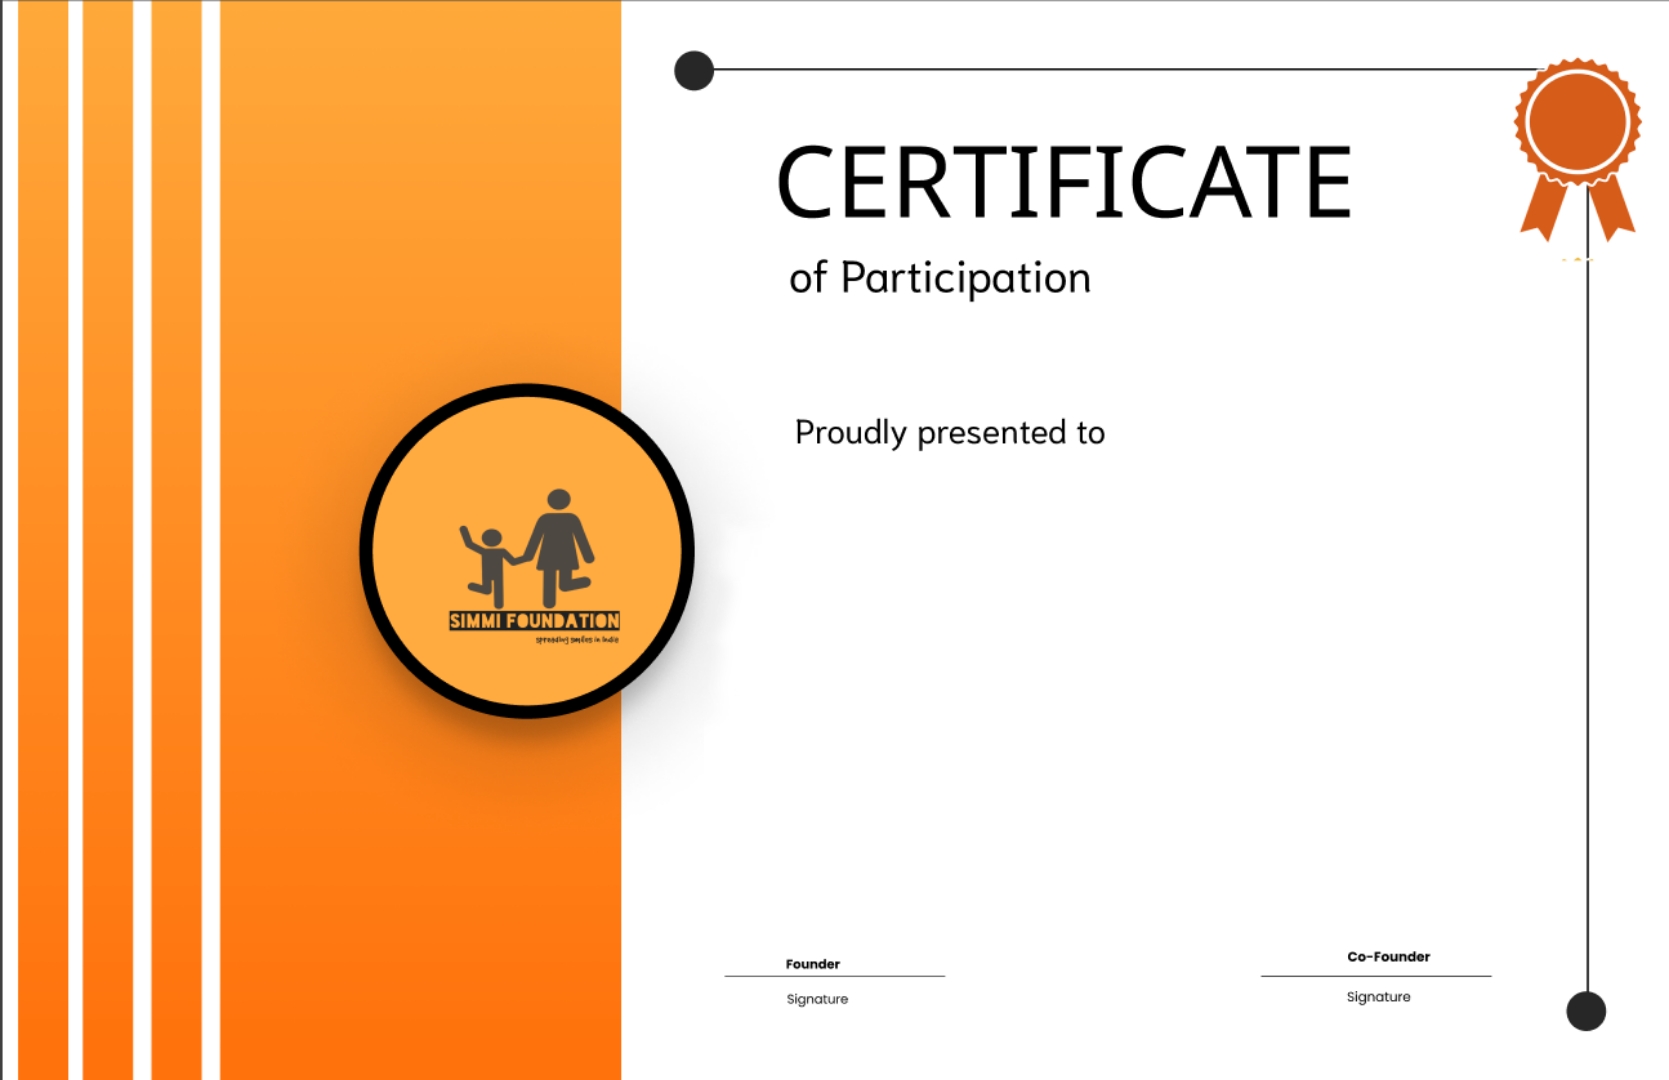 CERTIFICATE
of Participation
Proudly presented to
SIMMI FOUNDATION
spreading smiles in India
Founder
Signature
Co-Founder
Signature